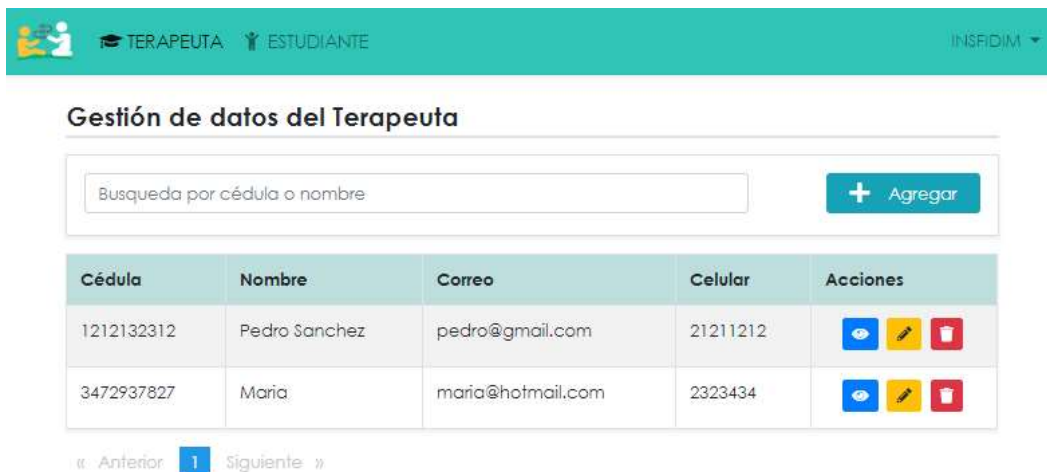 TERAPEUTA ESTUDIANTE INSFIDIM
Gestión de datos del Terapeuta
Busqueda por cédula o nombre
Agregar
Cédula Nombre Correo Celular Acciones
1212132312 Pedro Sanchez pedro@gmail.com 21211212
3472937827 Maria maria@hotmail.com 2323434
« Anterior 1 Siguiente »